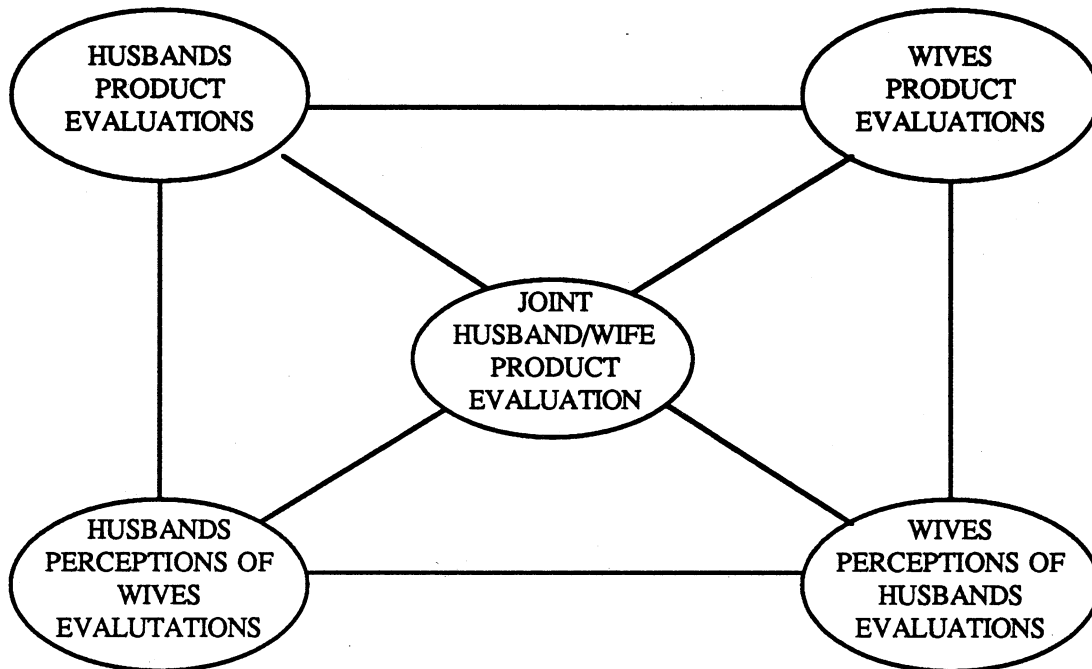 HUSBANDS
PRODUCT
EVALUATIONS
WIVES
PRODUCT
EVALUATIONS
JOINT
HUSBAND/WIFE
PRODUCT
EVALUATION
HUSBANDS
PERCEPTIONS OF
WIVES
EVALUTATIONS
WIVES
PERCEPTIONS OF
HUSBANDS
EVALUATIONS